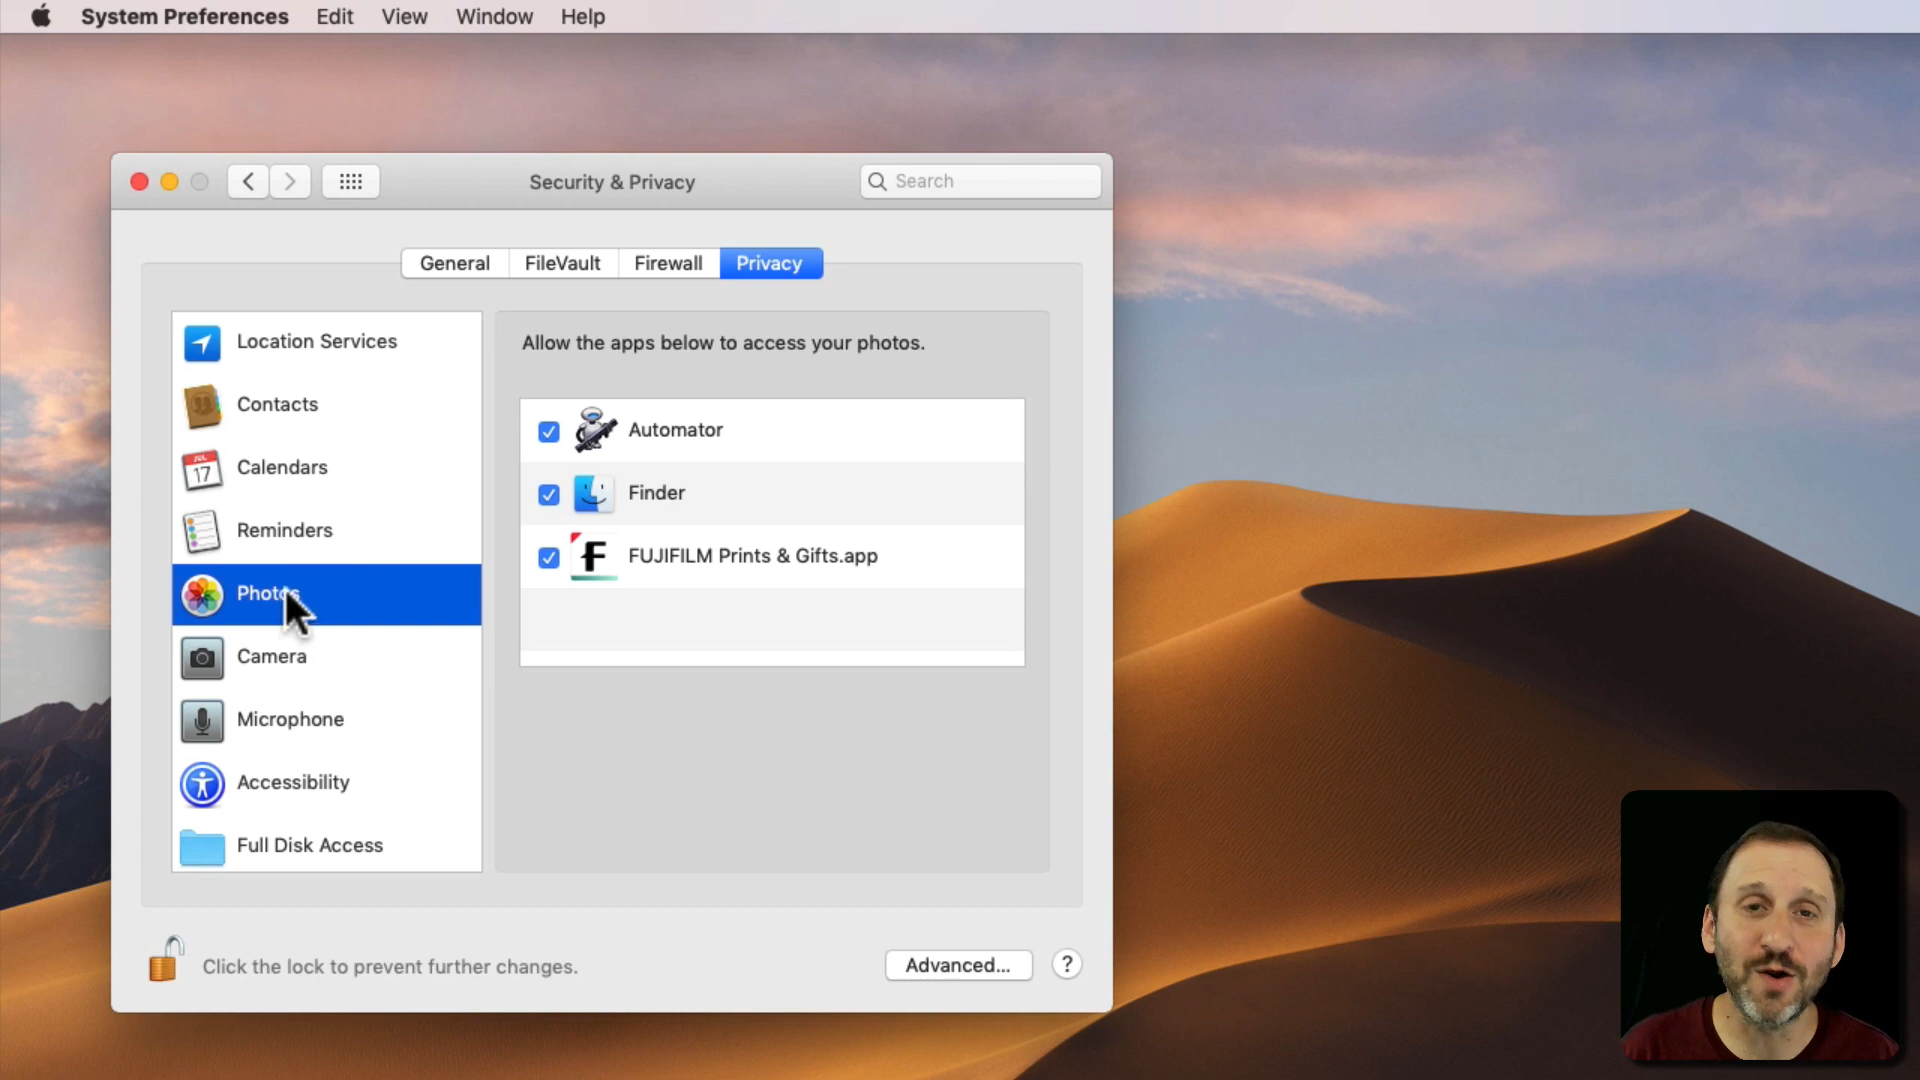 System Preferences Edit View Window Help
Security & Privacy
Search
General FileVault Firewall Privacy
Location Services
Contacts
JUL
17
Calendars
Reminders
Photos
Camera
Microphone
Accessibility
Full Disk Access
Allow the apps below to access your photos.
Automator
Finder
F
FUJIFILM Prints & Gifts.app
Click the lock to prevent further changes.
Advanced...
?